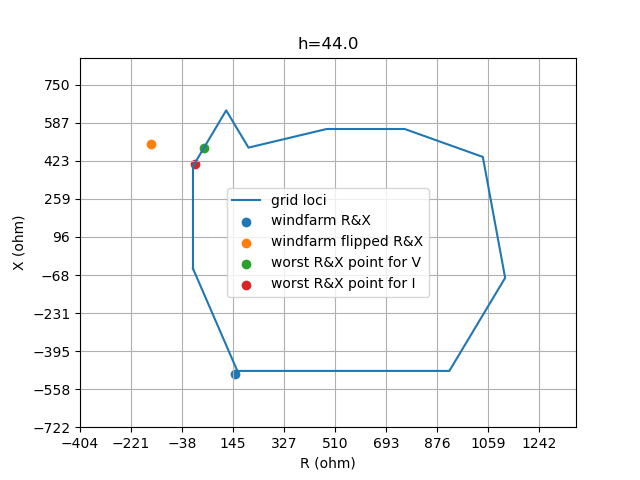 h=44.0
X (ohm)
750
587
423
259
96
−68
−231
−395
−558
−722
grid loci
windfarm R&X
windfarm flipped R&X
worst R&X point for V
worst R&X point for I
−404 −221 −38 145 327 510 693 876 1059 1242
R (ohm)